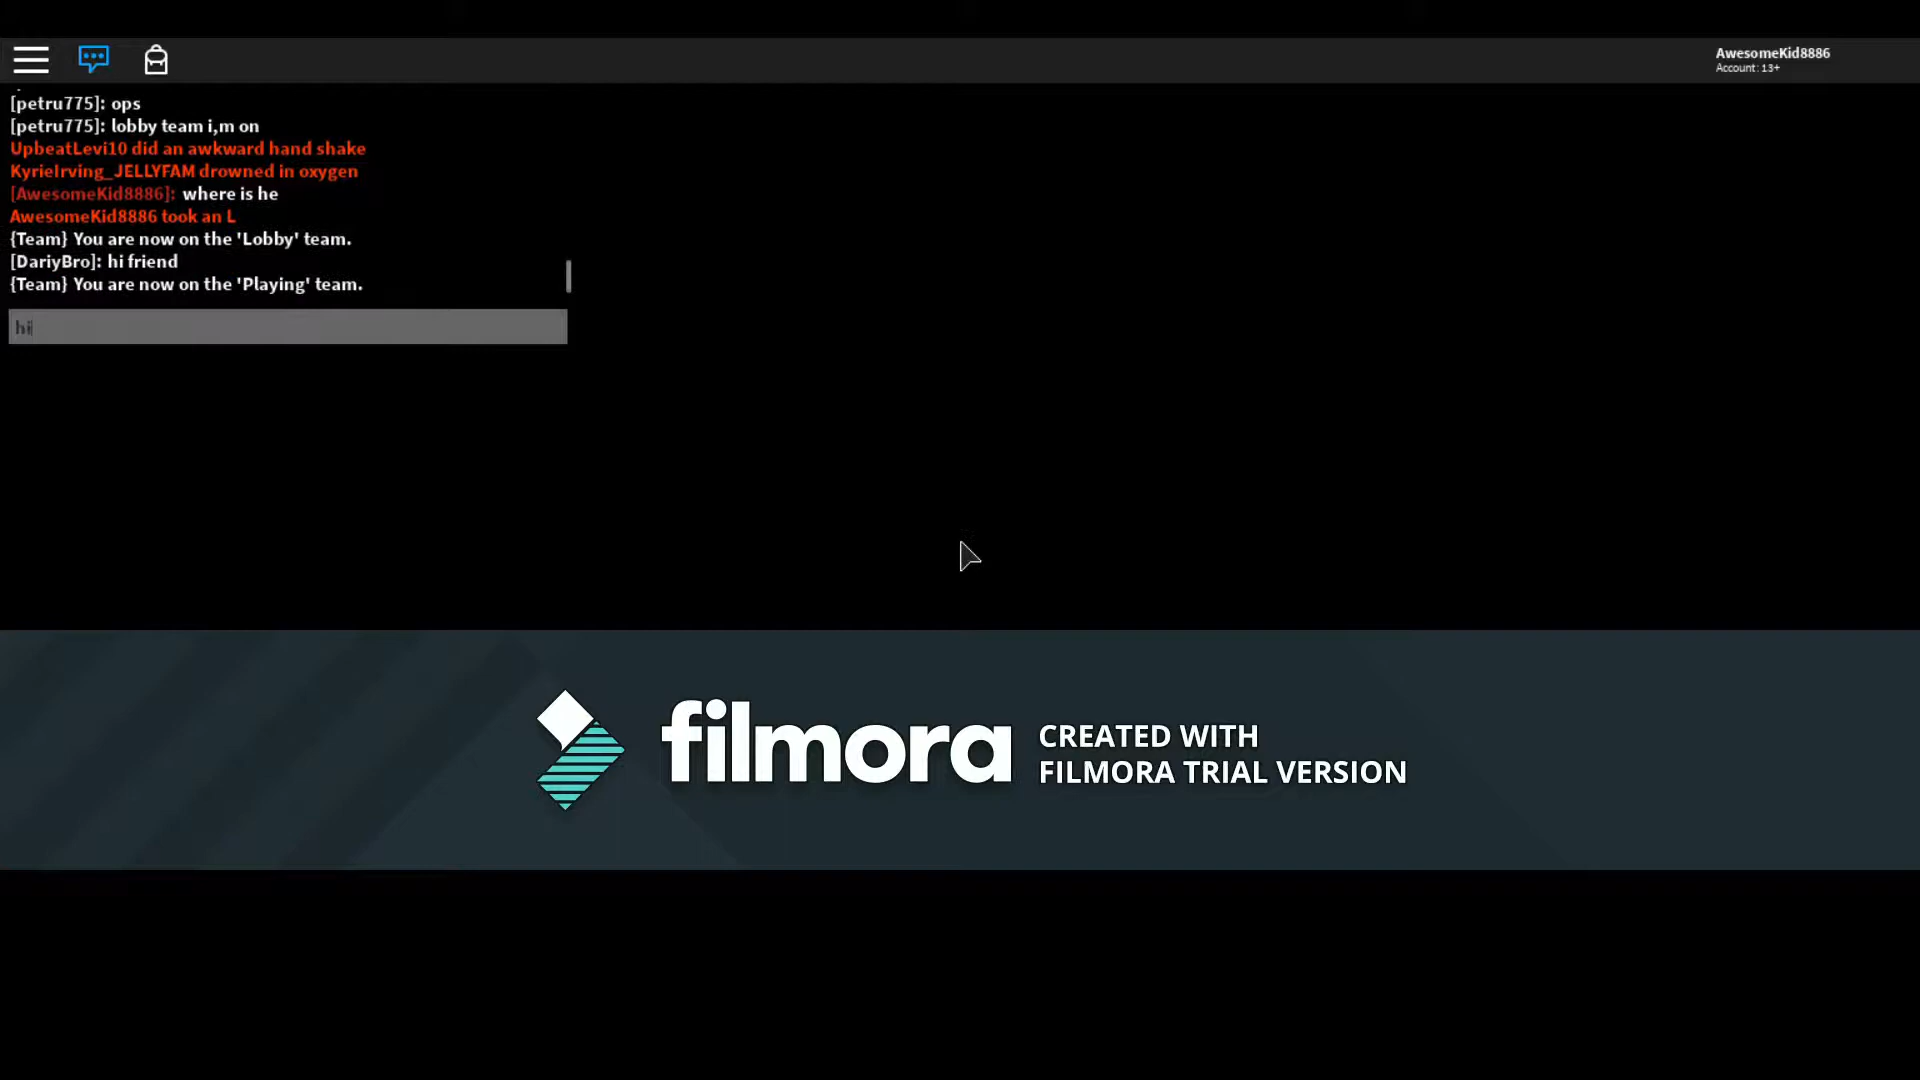 AwesomeKid8886
Account: 13+
[petru775]: ops
[petru775]: lobby team i,m on
UpbeatLevi10 did an awkward hand shake
KyrieIrving_JELLYFAM drowned in oxygen
[AwesomeKid8886]: where is he
AwesomeKid8886 took an L
{Team} You are now on the 'Lobby' team.
[DariyBro]: hi friend
{Team} You are now on the 'Playing' team.
hi
filmora
CREATED WITH
FILMORA TRIAL VERSION